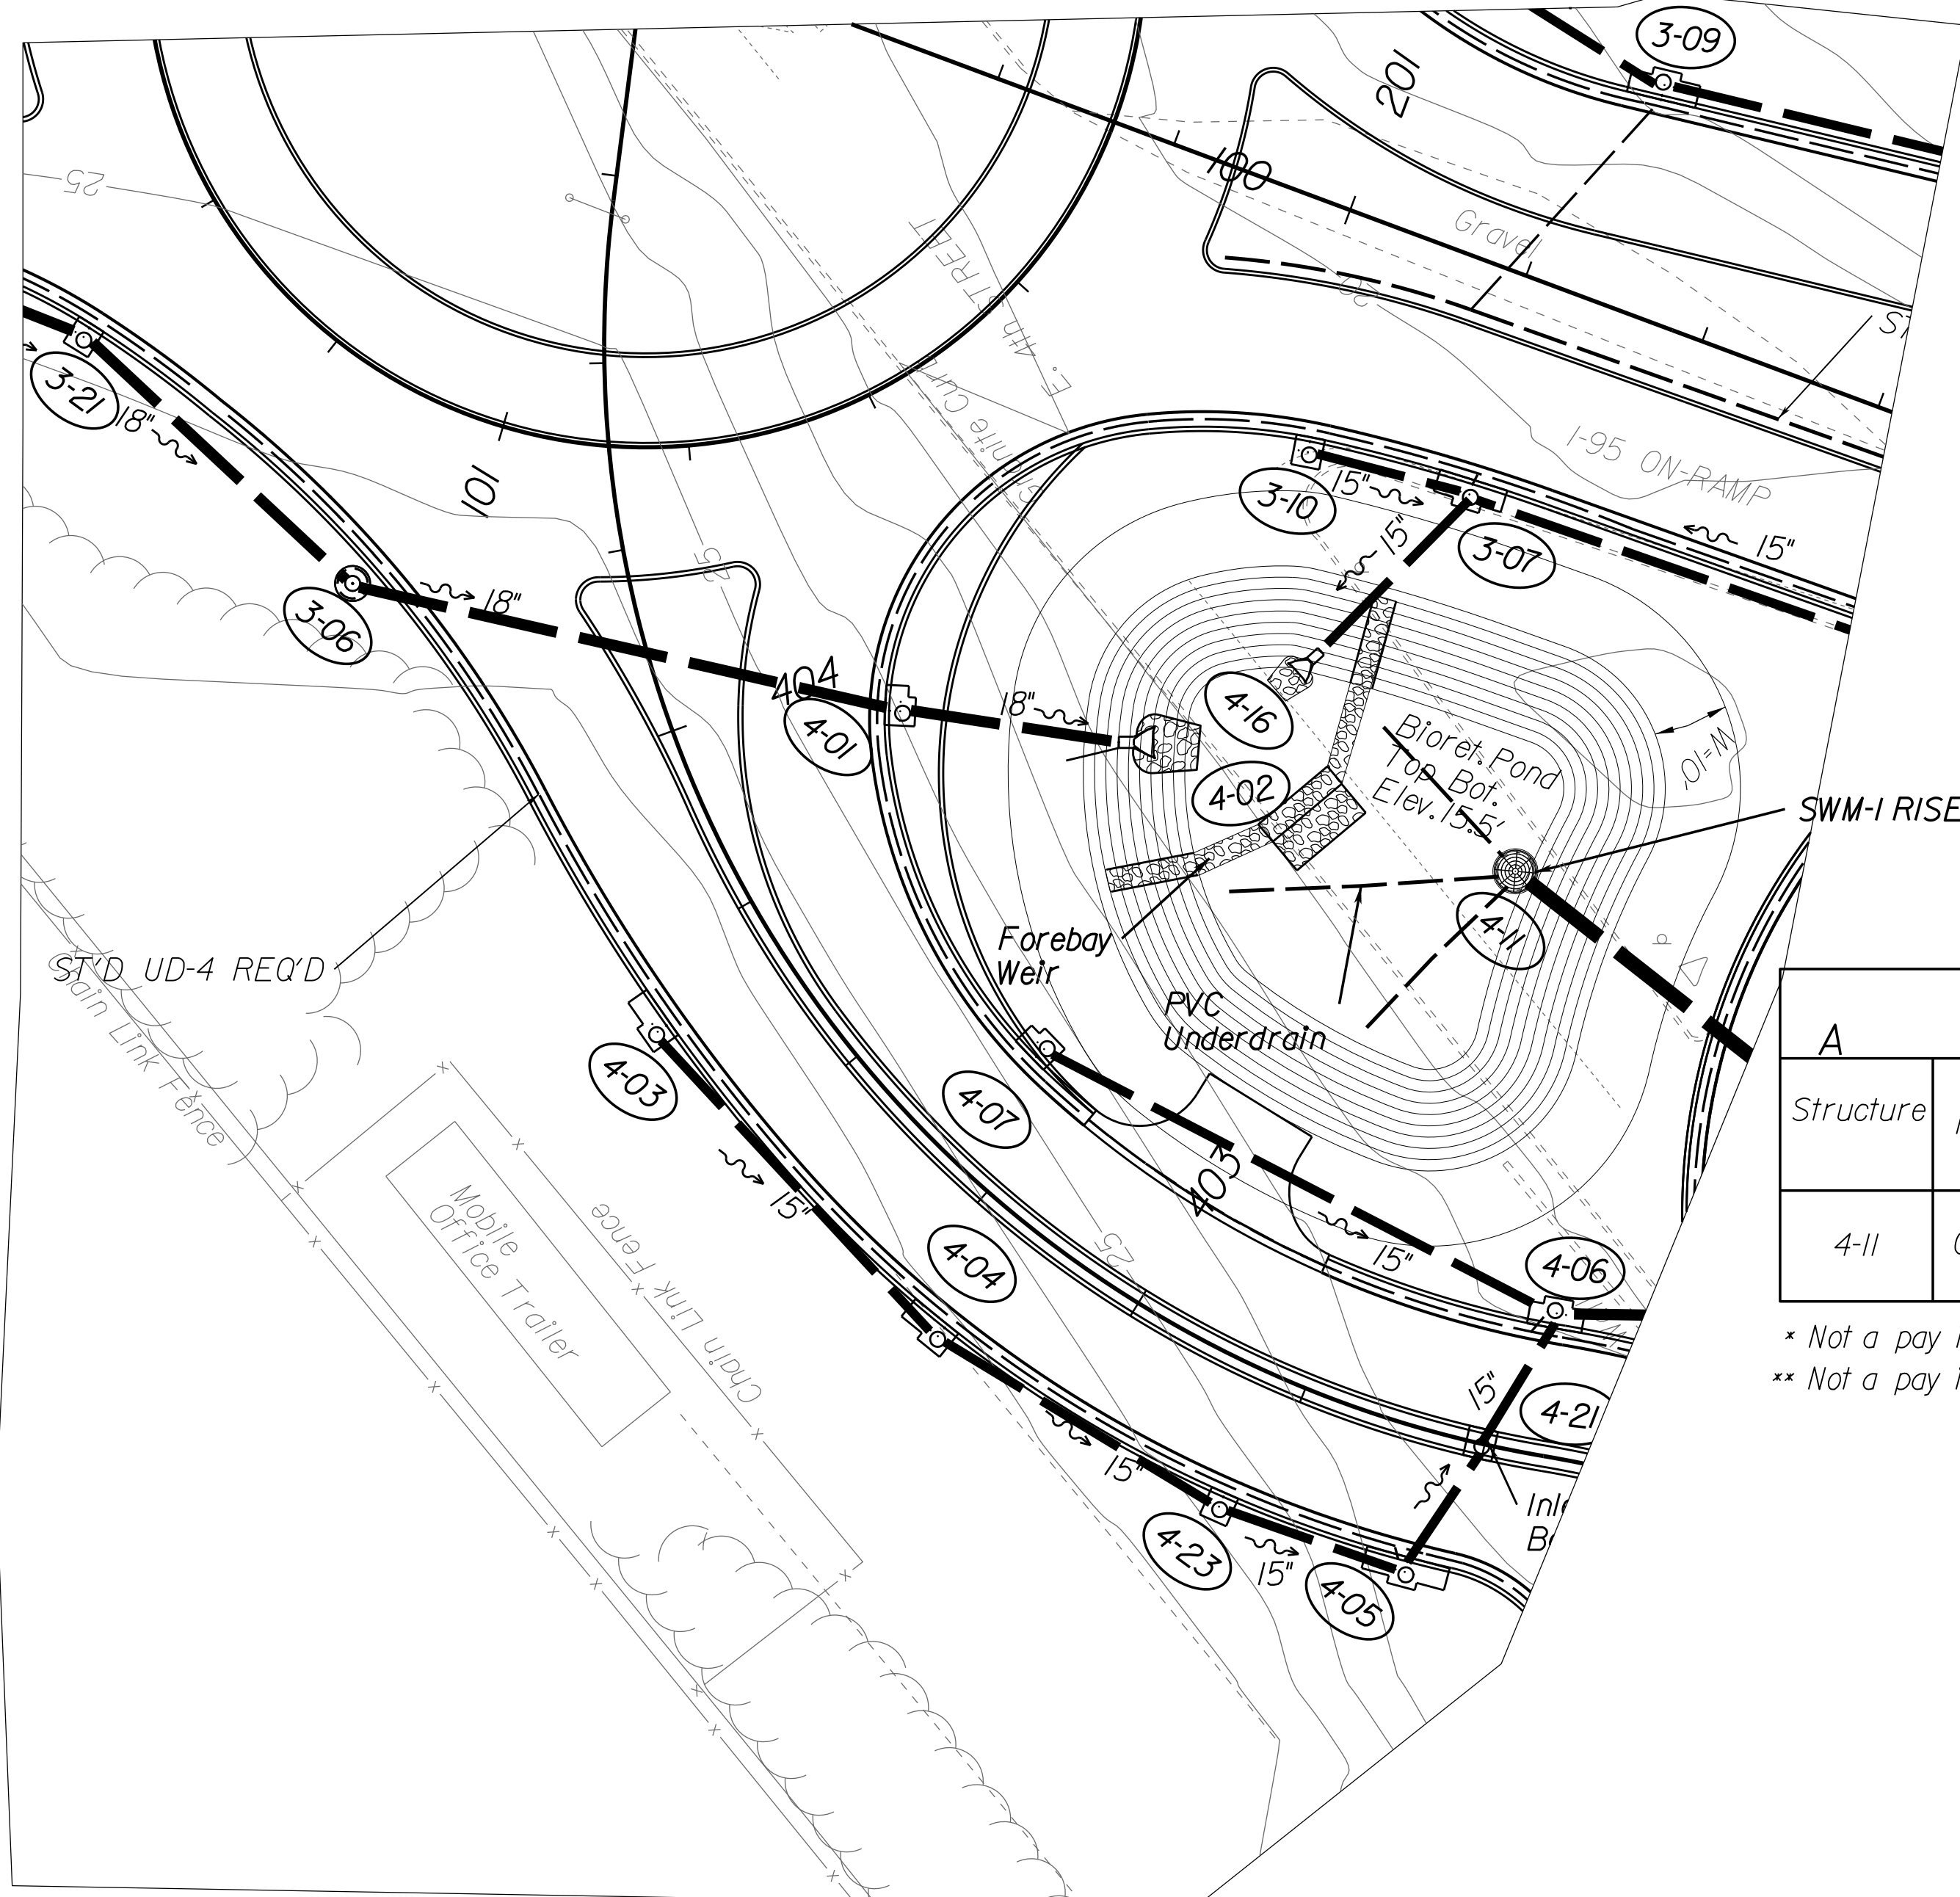 3-09
201
100
25
Gravel
4TH STREET
20
3-21
18"
101
I-95 ON-RAMP
3-10
15"
15"
3-07
15"
3-06
18"
404
4-01
18"
4-16
4-02
Bioret. Pond
Top Bot.
Elev. 15.5'
W=10'
SWM-1 RISE
4-11
Forebay
Weir
PVC
Underdrain
ST'D UD-4 REQ'D
Chain Link Fence
A
Structure
4-11
* Not a pay
** Not a pay
4-03
4-07
15"
403
Mobile
Office Trailer
Chain Link Fence
4-04
25
15"
4-06
15"
4-21
15"
4-23
15"
4-05